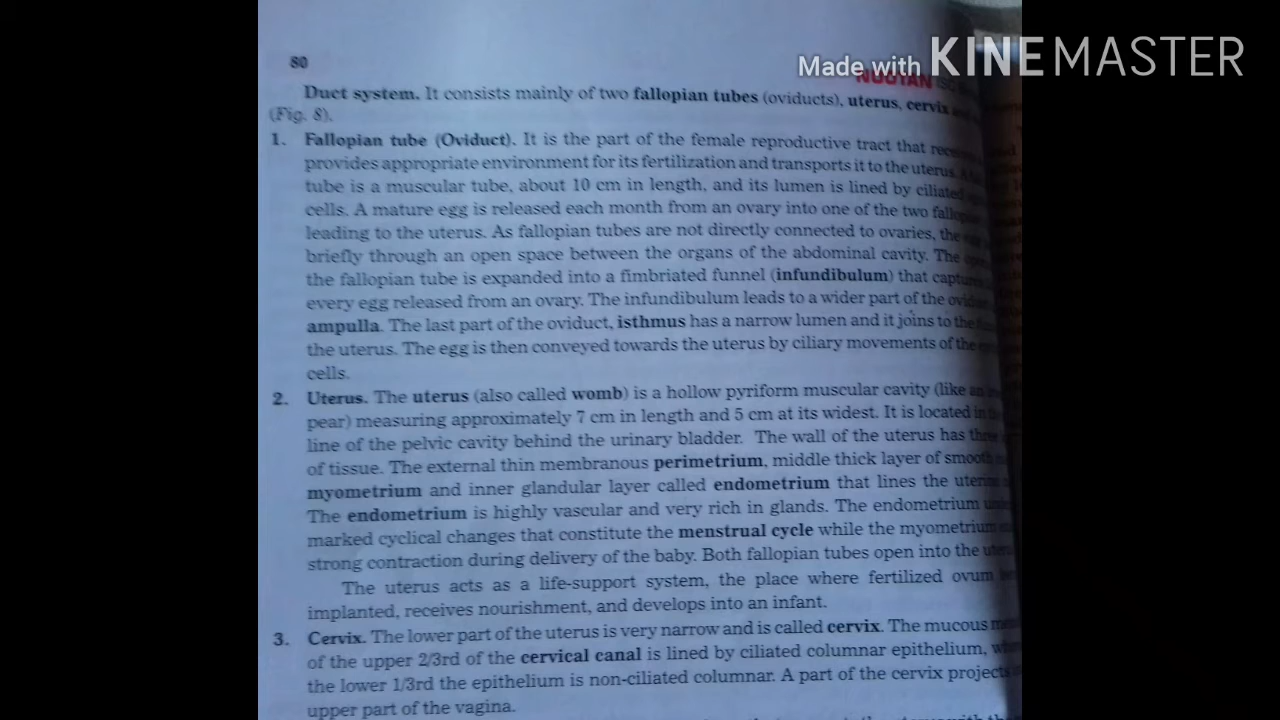 Made with KINEMASTER
80
NUOTAN ISC
Duct system. It consists mainly of two fallopian tubes (oviducts), uterus, cervix
(Fig. 8).
1. Fallopian tube (Oviduct). It is the part of the female reproductive tract that
provides appropriate environment for its fertilization and transports it to the uterus.
tube is a muscular tube, about 10 cm in length, and its lumen is lined by ciliated
cells. A mature egg is released each month from an ovary into one of the two
leading to the uterus. As fallopian tubes are not directly connected to ovaries, the
briefly through an open space between the organs of the abdominal cavity. The
the fallopian tube is expanded into a fimbriated funnel (infundibulum) that
every egg released from an ovary. The infundibulum leads to a wider part of the
ampulla. The last part of the oviduct, isthmus has a narrow lumen and it joins to the
the uterus. The egg is then conveyed towards the uterus by ciliary movements of the
cells.
2. Uterus. The uterus (also called womb) is a hollow pyriform muscular cavity (like an
pear) measuring approximately 7 cm in length and 5 cm at its widest. It is located in
line of the pelvic cavity behind the urinary bladder. The wall of the uterus has
of tissue. The external thin membranous perimetrium, middle thick layer of smooth
myometrium and inner glandular layer called endometrium that lines the
The endometrium is highly vascular and very rich in glands. The endometrium
marked cyclical changes that constitute the menstrual cycle while the myometrium
strong contraction during delivery of the baby. Both fallopian tubes open into the
The uterus acts as a life-support system, the place where fertilized ovum
implanted, receives nourishment, and develops into an infant.
3. Cervix. The lower part of the uterus is very narrow and is called cervix. The mucous
of the upper 2/3rd of the cervical canal is lined by ciliated columnar epithelium,
the lower 1/3rd the epithelium is non-ciliated columnar. A part of the cervix projects
upper part of the vagina.